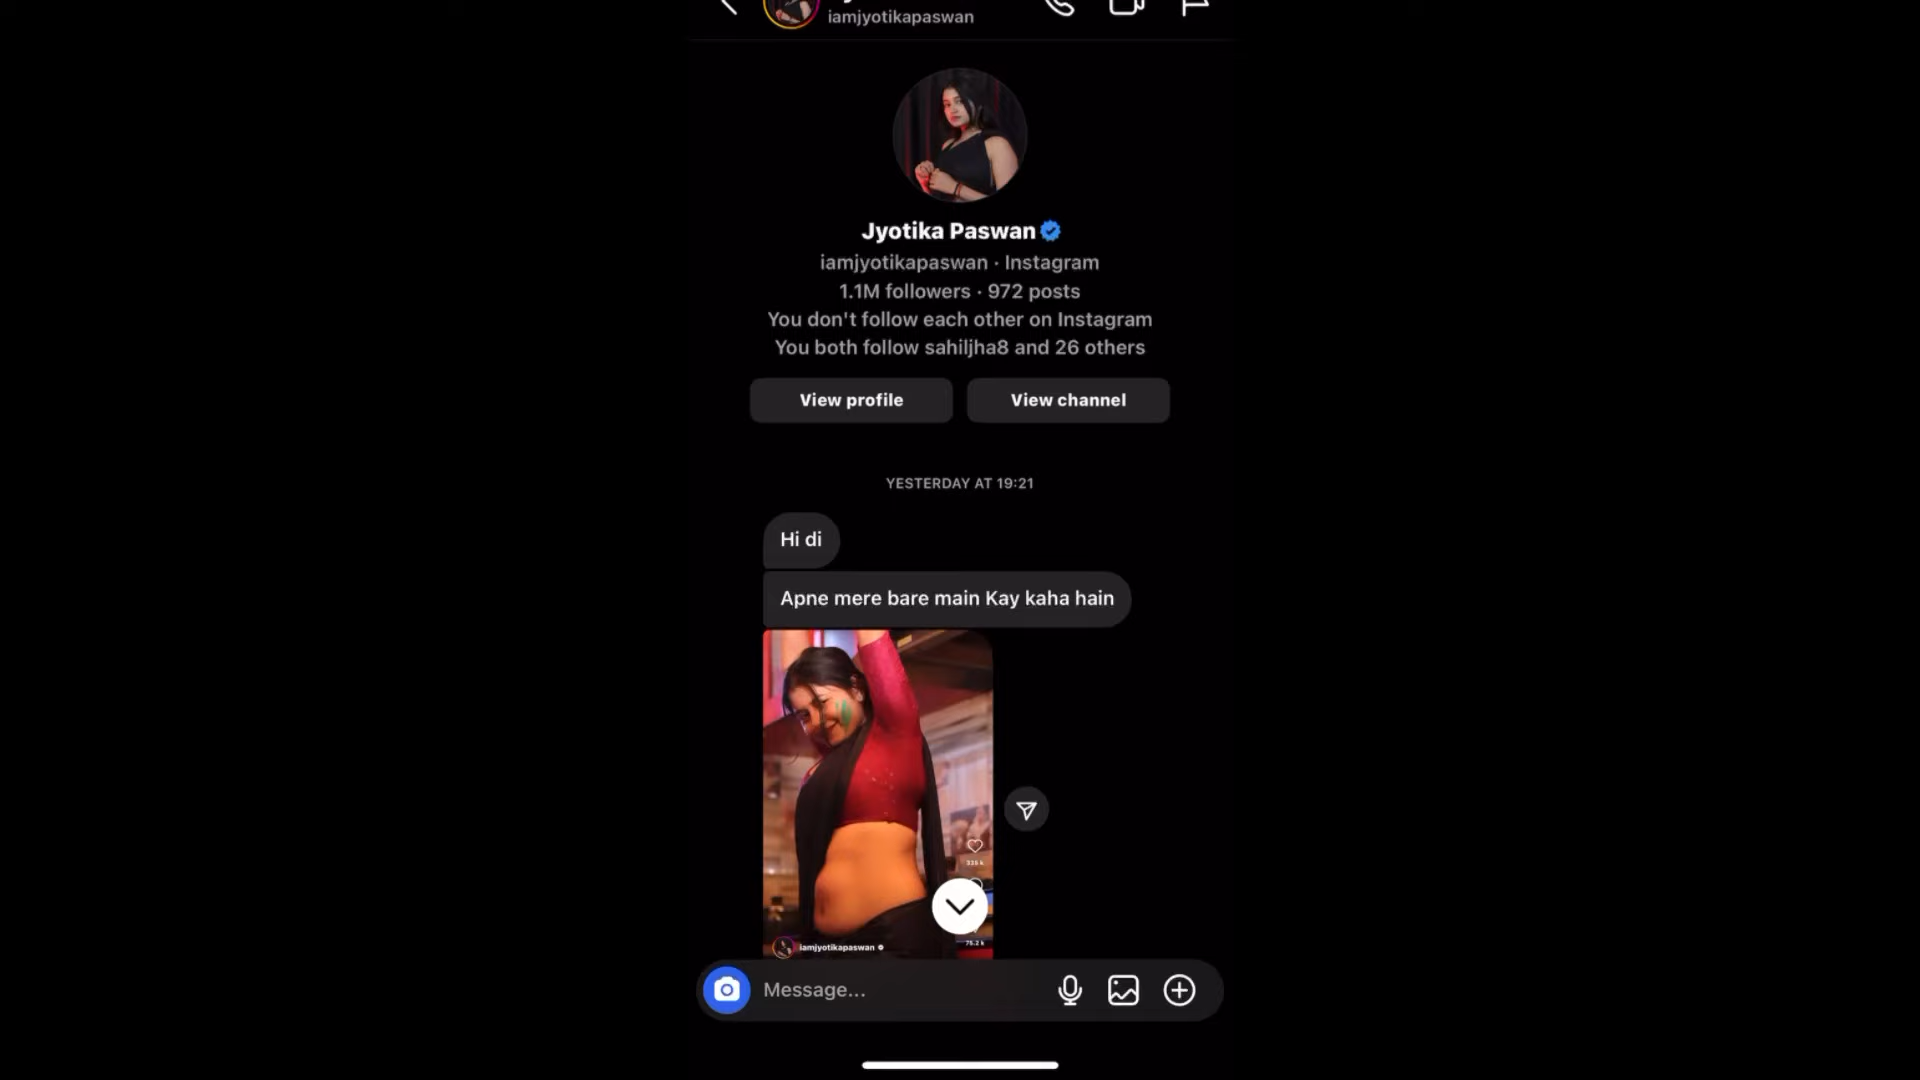 iamjyotikapaswan
Jyotika Paswan
iamjyotikapaswan · Instagram
1.1M followers · 972 posts
You don't follow each other on Instagram
You both follow sahiljha8 and 26 others
View profile
View channel
YESTERDAY AT 19:21
Hi di
Apne mere bare main Kay kaha hain
iamjyotikapaswan
75.2 k
Message...